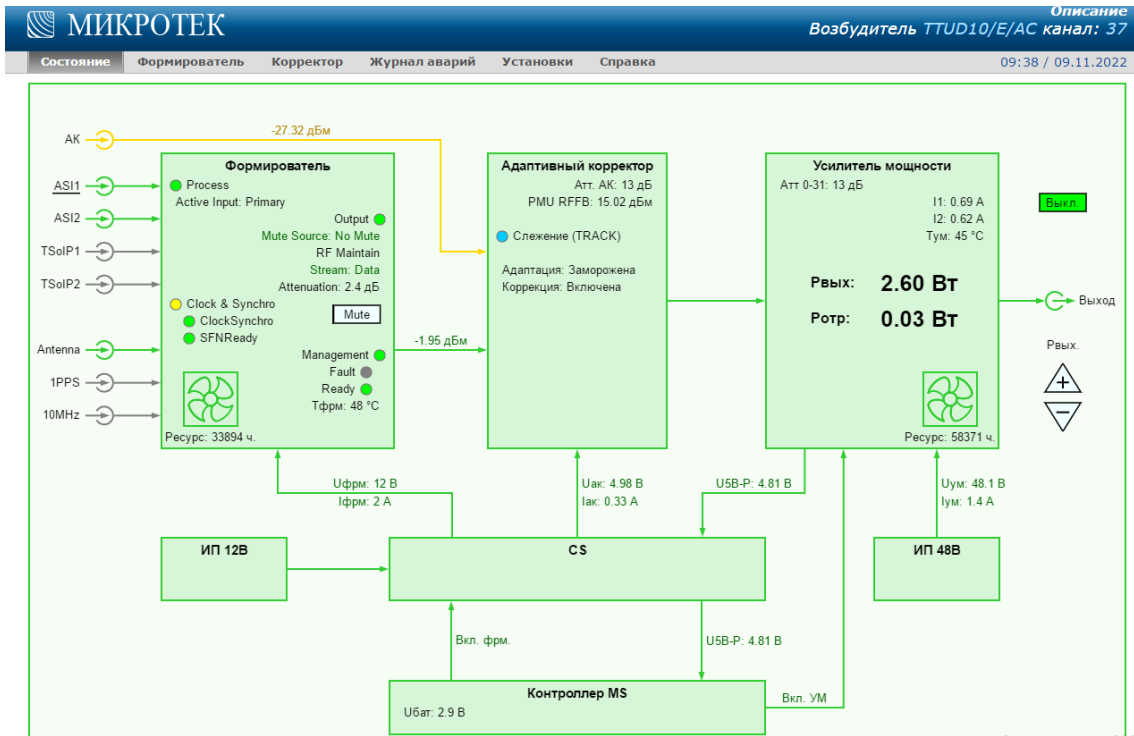 Описание
МИКРОТЕК
Возбудитель TTUD10/E/AC канал: 37
Состояние Формирователь Корректор Журнал аварий Установки Справка 09:38 / 09.11.2022
АК
-27.32 дБм
ASI1
ASI2
TSoIP1
TSoIP2
Antenna
1PPS
10MHz
Формирователь
Process
Active Input: Primary
Output
Mute Source: No Mute
RF Maintain
Stream: Data
Attenuation: 2.4 дБ
Clock & Synchro
Mute
ClockSynchro
SFNReady
Management
Fault
Ready
Тфрм: 48 °C
Ресурс: 33894 ч.
-1.95 дБм
Адаптивный корректор
Атт. АК: 13 дБ
PMU RFFB: 15.02 дБм
Слежение (TRACK)
Адаптация: Заморожена
Коррекция: Включена
Усилитель мощности
Атт 0-31: 13 дБ
I1: 0.69 А
I2: 0.62 А
Тум: 45 °C
Рвых: 2.60 Вт
Ротр: 0.03 Вт
Ресурс: 58371 ч.
Выкл.
Выход
Рвых.
+
−
Uфрм: 12 В
Iфрм: 2 А
Uак: 4.98 В
Iак: 0.33 А
U5В-Р: 4.81 В
Uум: 48.1 В
Iум: 1.4 А
ИП 12В
CS
ИП 48В
Вкл. фрм.
U5В-Р: 4.81 В
Контроллер MS
Uбат: 2.9 В
Вкл. УМ